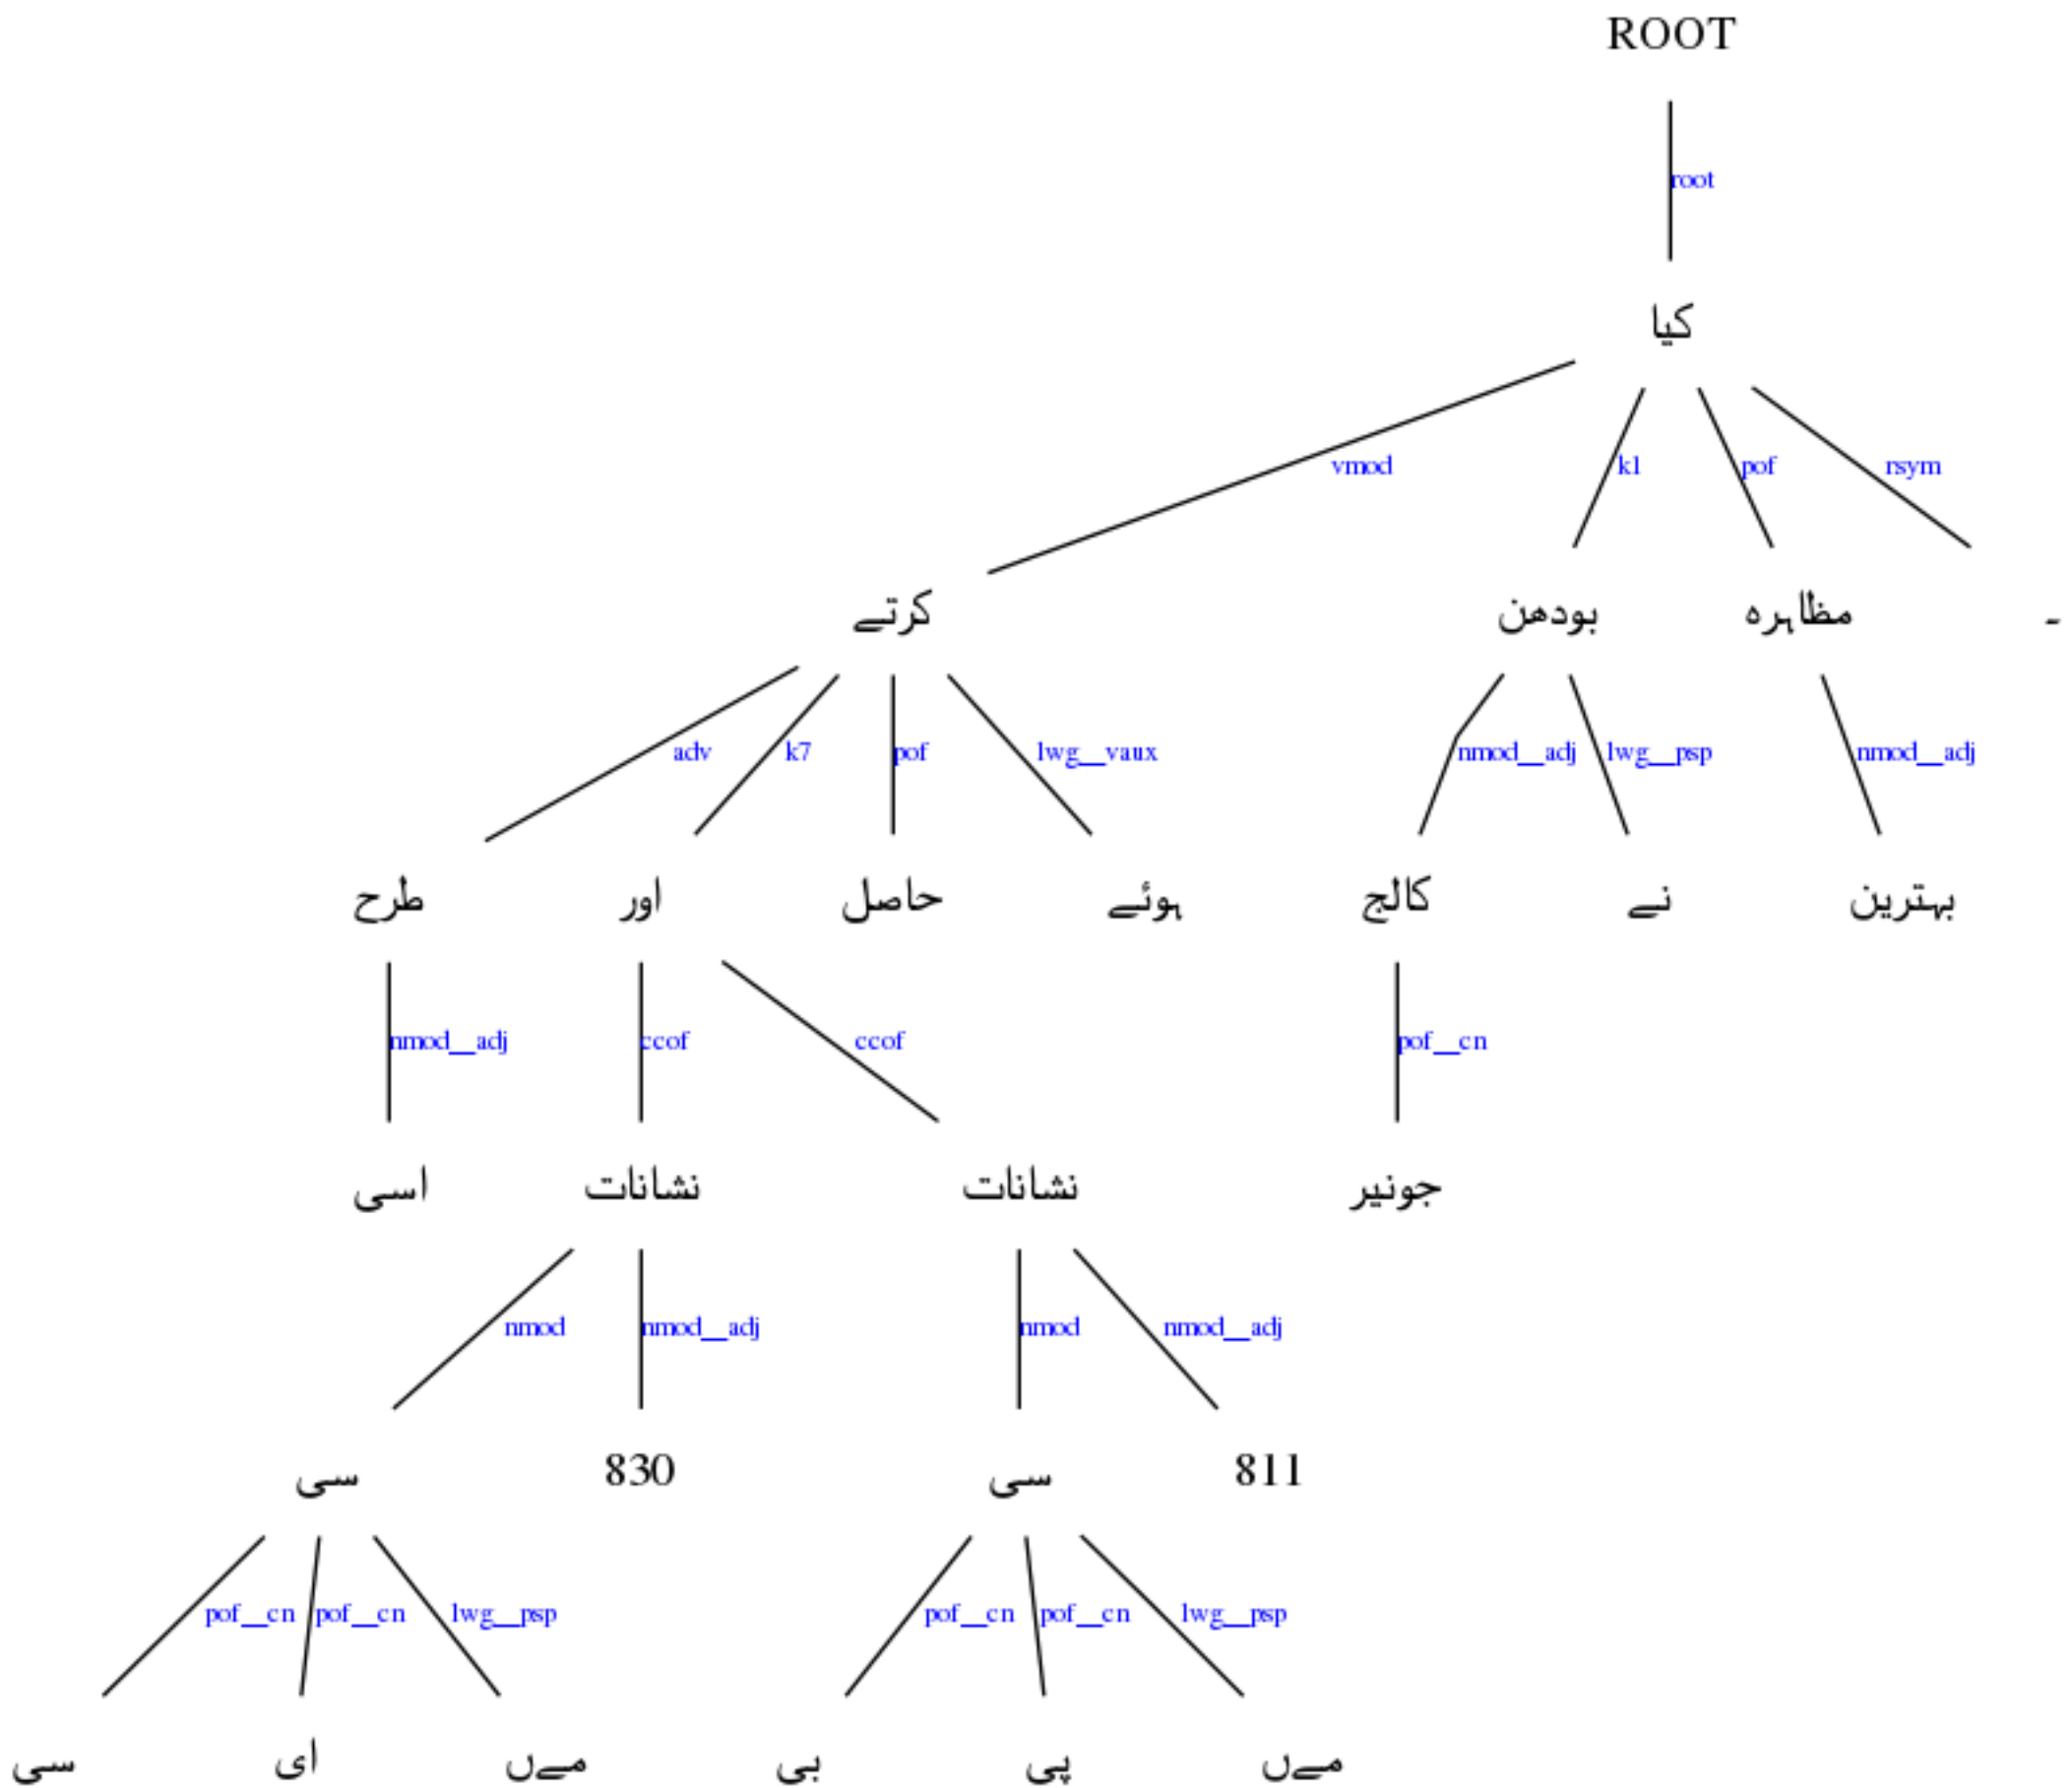 ROOT
root
کیا
vmod k1 pof rsym
کرتے بودھن مظاہرہ ۔
adv k7 pof lwg__vaux nmod__adj lwg__psp nmod__adj
طرح اور حاصل ہوئے کالج نے بہترین
nmod__adj ccof ccof pof__cn
اسی نشانات نشانات جونیر
nmod nmod__adj nmod nmod__adj
سی 830 سی 811
pof__cn pof__cn lwg__psp pof__cn pof__cn lwg__psp
سی ای مےں بی پی مےں